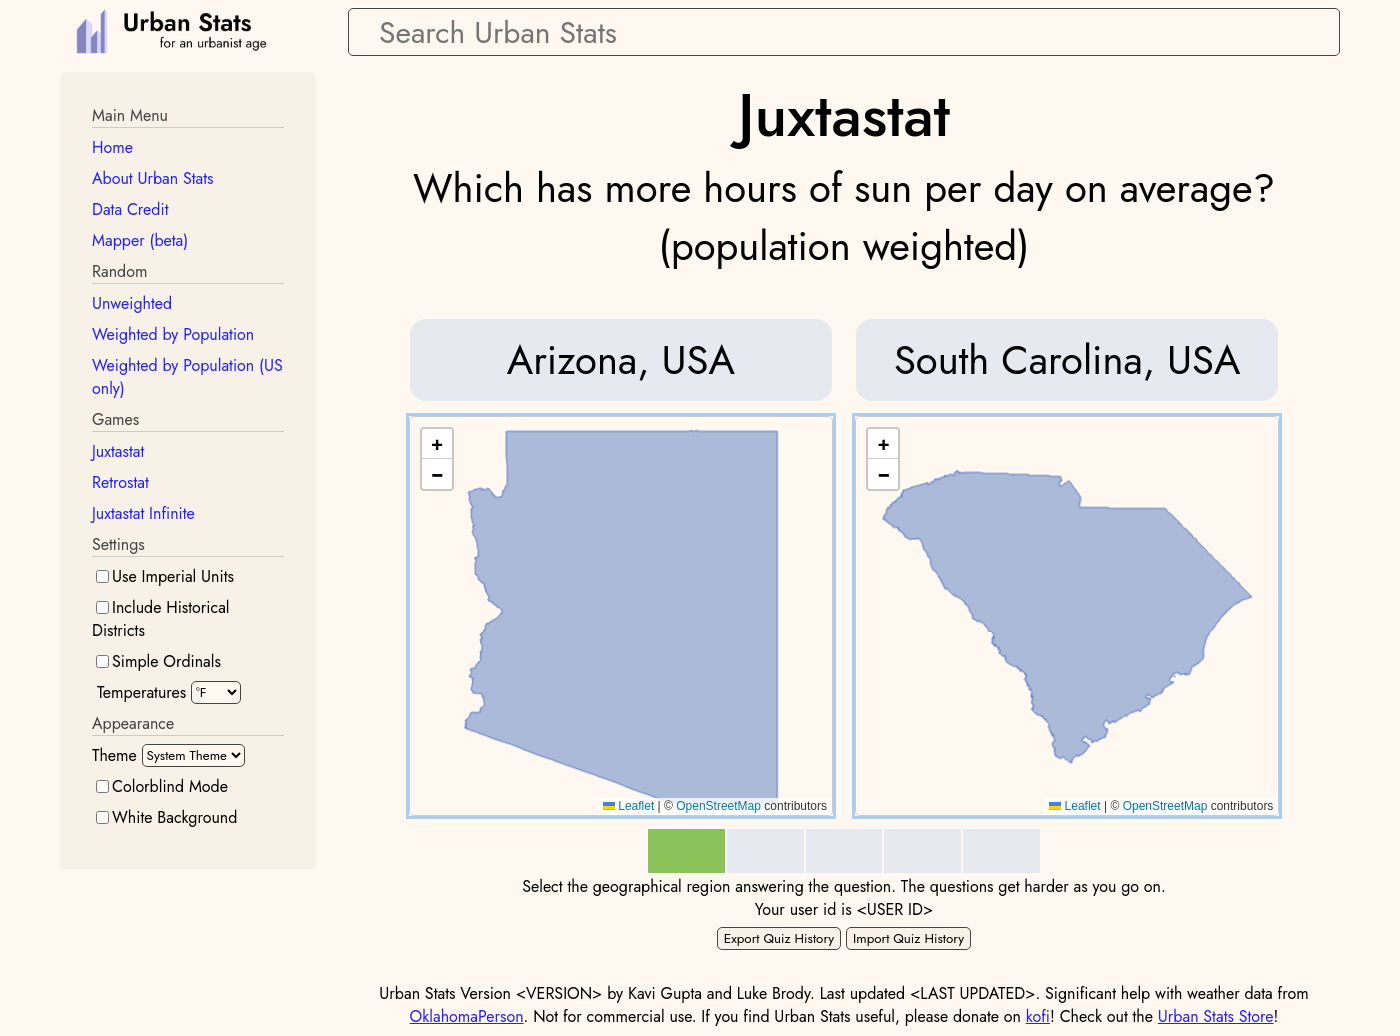 Urban Stats
for an urbanist age
Search Urban Stats
Main Menu
Home
About Urban Stats
Data Credit
Mapper (beta)
Random
Unweighted
Weighted by Population
Weighted by Population (US
only)
Games
Juxtastat
Retrostat
Juxtastat Infinite
Settings
Use Imperial Units
Include Historical
Districts
Simple Ordinals
Temperatures °F
Appearance
Theme System Theme
Colorblind Mode
White Background
Juxtastat
Which has more hours of sun per day on average?
(population weighted)
Arizona, USA
South Carolina, USA
+
−
Leaflet | © OpenStreetMap contributors
+
−
Leaflet | © OpenStreetMap contributors
Select the geographical region answering the question. The questions get harder as you go on.
Your user id is <USER ID>
Export Quiz History Import Quiz History
Urban Stats Version <VERSION> by Kavi Gupta and Luke Brody. Last updated <LAST UPDATED>. Significant help with weather data from
OklahomaPerson. Not for commercial use. If you find Urban Stats useful, please donate on kofi! Check out the Urban Stats Store!